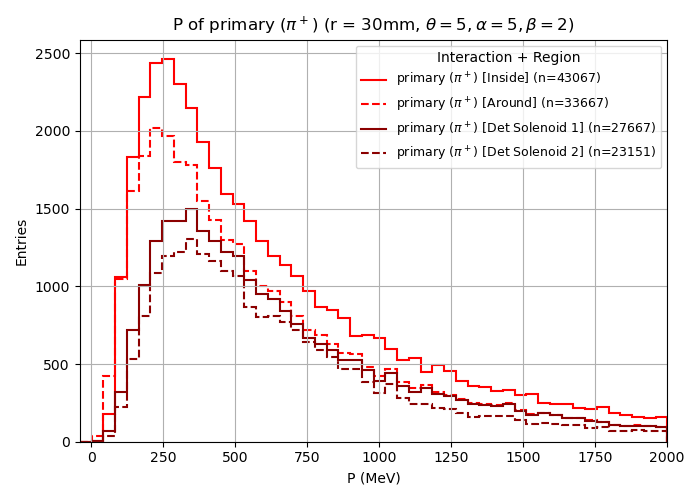 P of primary (π⁺) (r = 30mm, θ = 5, α = 5, β = 2)
Interaction + Region
primary (π⁺) [Inside] (n=43067)
primary (π⁺) [Around] (n=33667)
primary (π⁺) [Det Solenoid 1] (n=27667)
primary (π⁺) [Det Solenoid 2] (n=23151)
Entries
2500
2000
1500
1000
500
0
0 250 500 750 1000 1250 1500 1750 2000
P (MeV)